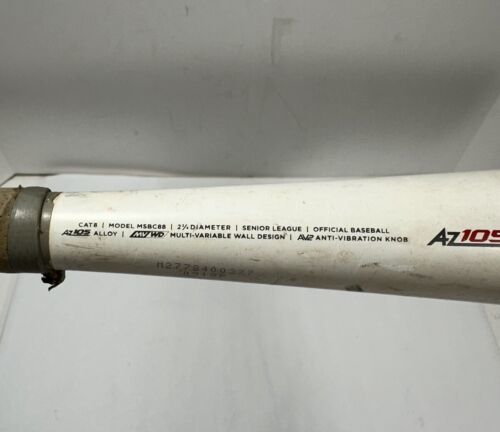 CAT8 | MODEL MSBC88 | 2¾ DIAMETER | SENIOR LEAGUE | OFFICIAL BASEBALL
AZ105 ALLOY | MVWD MULTI-VARIABLE WALL DESIGN | AV2 ANTI-VIBRATION KNOB
AZ105